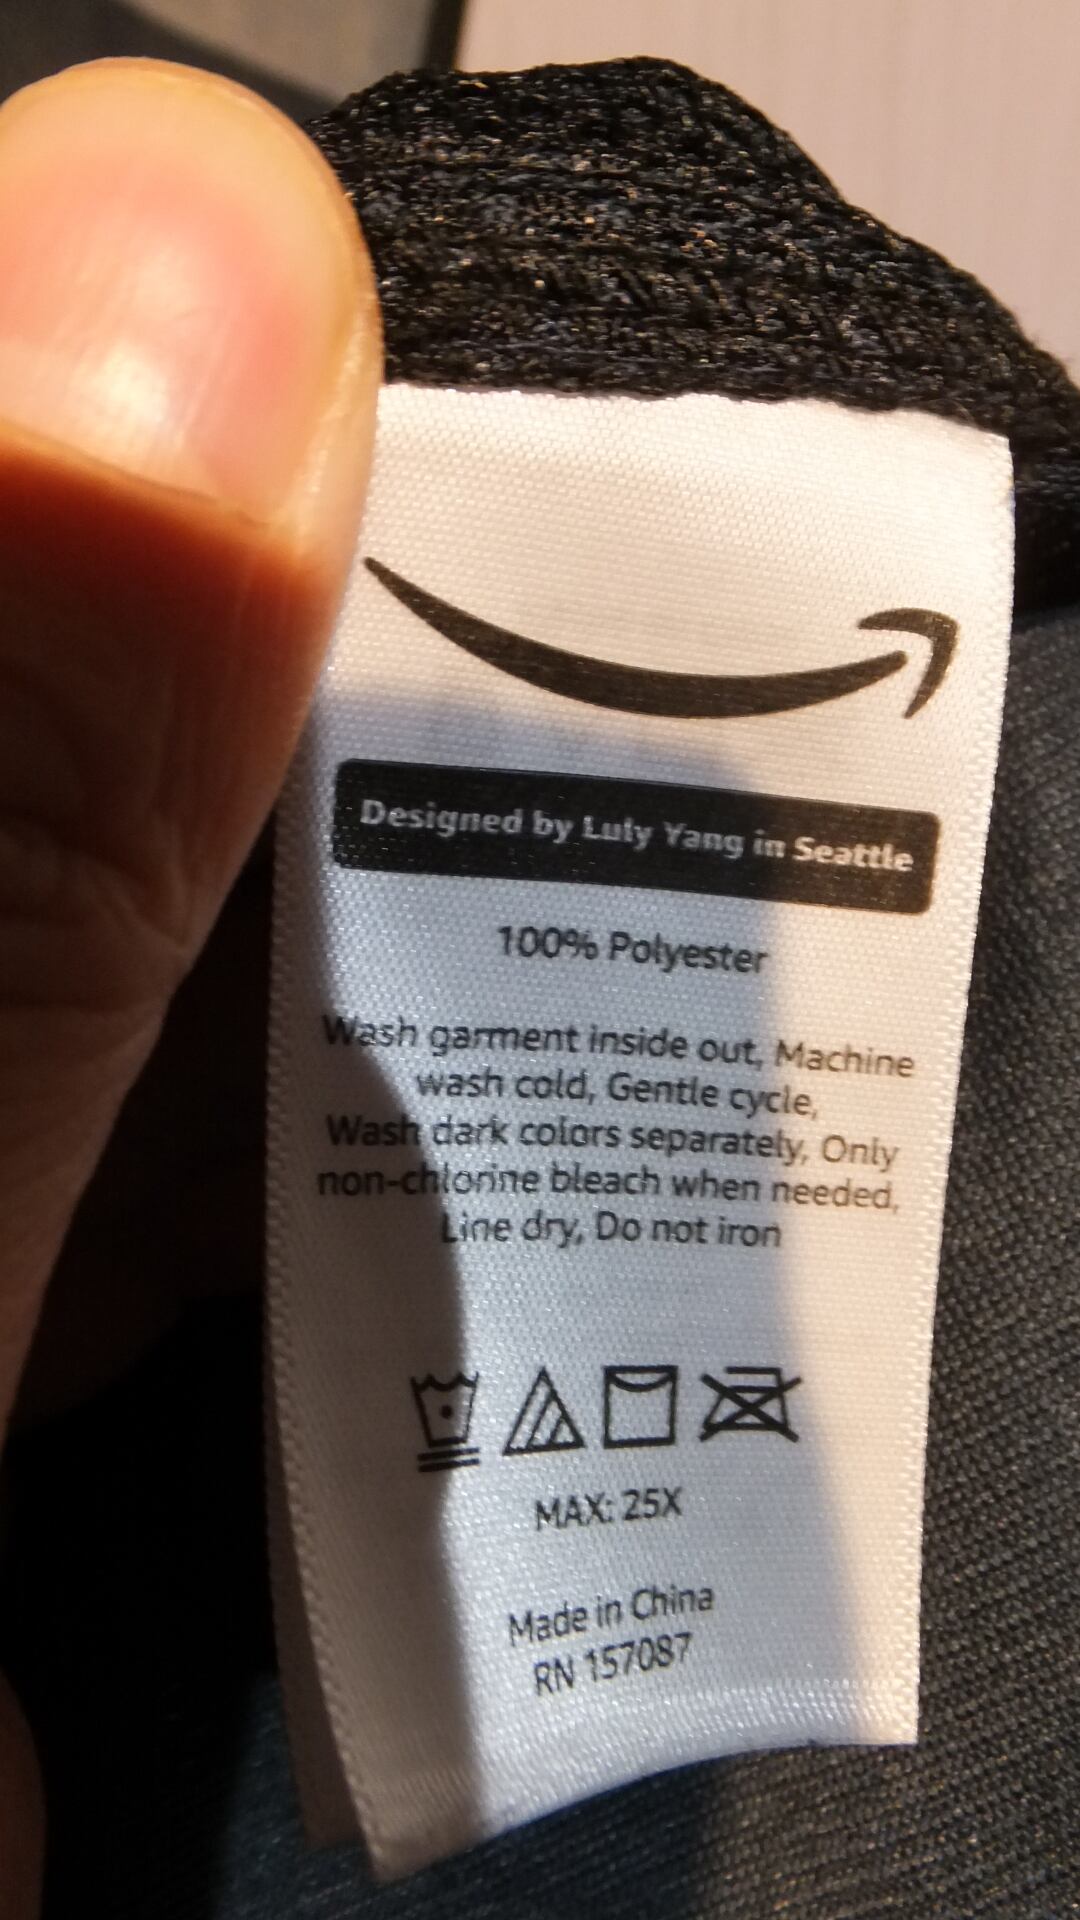 Designed by Luly Yang in Seattle
100% Polyester
Wash garment inside out, Machine
wash cold, Gentle cycle,
Wash dark colors separately, Only
non-chlorine bleach when needed,
Line dry, Do not iron
MAX: 25X
Made in China
RN 157087